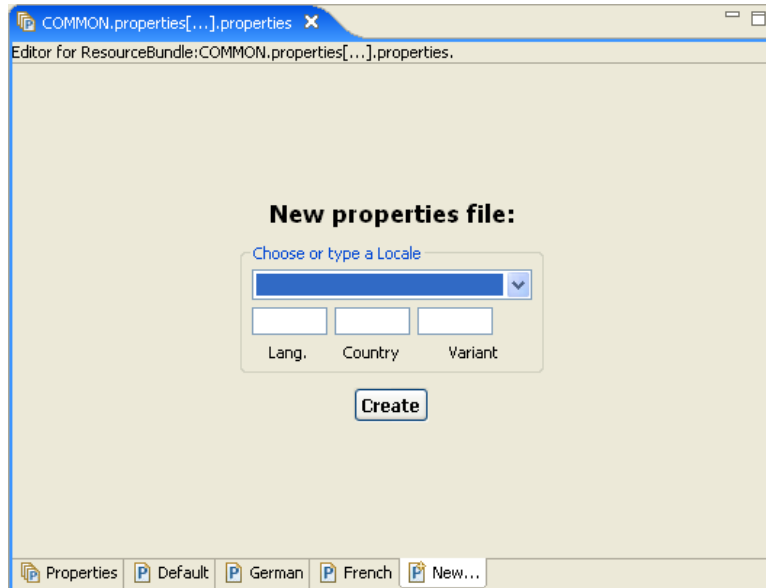 COMMON.properties[...].properties
Editor for ResourceBundle:COMMON.properties[...].properties.
New properties file:
Choose or type a Locale
Lang. Country Variant
Create
Properties Default German French New...